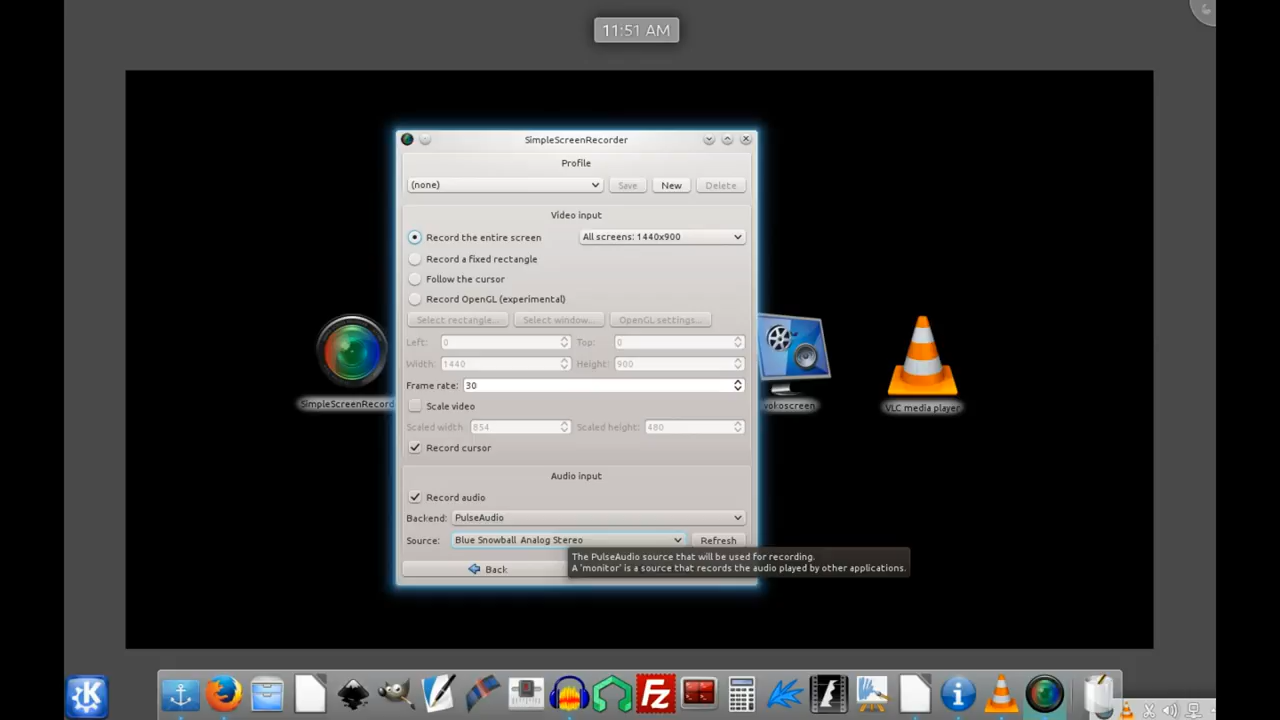 11:51 AM
SimpleScreenRecorder
Profile
(none) Save New Delete
Video input
Record the entire screen All screens: 1440x900
Record a fixed rectangle
Follow the cursor
Record OpenGL (experimental)
Select rectangle... Select window... OpenGL settings...
Left: 0 Top: 0
Width: 1440 Height: 900
Frame rate: 30
Scale video
Scaled width 854 Scaled height: 480
Record cursor
Audio input
Record audio
Backend: PulseAudio
Source: Blue Snowball Analog Stereo Refresh
The PulseAudio source that will be used for recording.
A 'monitor' is a source that records the audio played by other applications.
Back
SimpleScreenRecord
vokoscreen
VLC media player
K
Fz
i